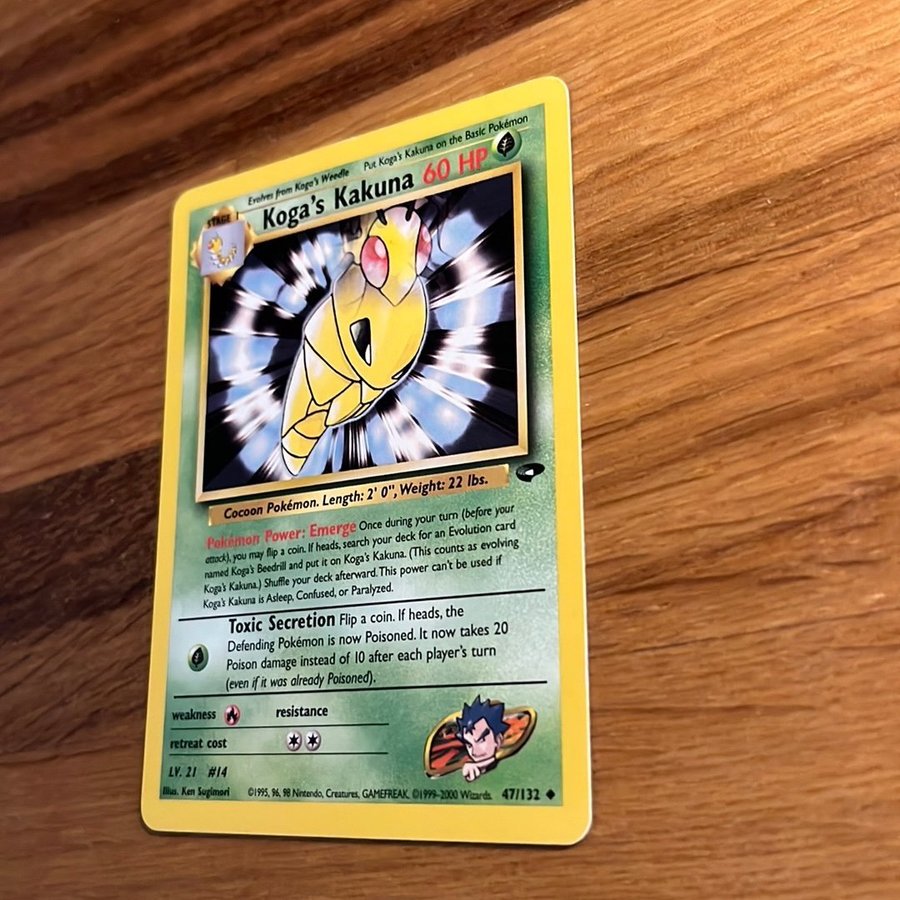 Evolves from Koga's Weedle Put Koga's Kakuna on the Basic Pokémon
STAGE 1
Koga's Kakuna 60 HP
Cocoon Pokémon. Length: 2' 0", Weight: 22 lbs.
Pokémon Power: Emerge Once during your turn (before your
attack), you may flip a coin. If heads, search your deck for an Evolution card
named Koga's Beedrill and put it on Koga's Kakuna. (This counts as evolving
Koga's Kakuna.) Shuffle your deck afterward. This power can't be used if
Koga's Kakuna is Asleep, Confused, or Paralyzed.
Toxic Secretion Flip a coin. If heads, the
Defending Pokémon is now Poisoned. It now takes 20
Poison damage instead of 10 after each player's turn
(even if it was already Poisoned).
weakness resistance
retreat cost
LV. 21 #14
Illus. Ken Sugimori ©1995, 96, 98 Nintendo, Creatures, GAMEFREAK. ©1999-2000 Wizards. 47/132